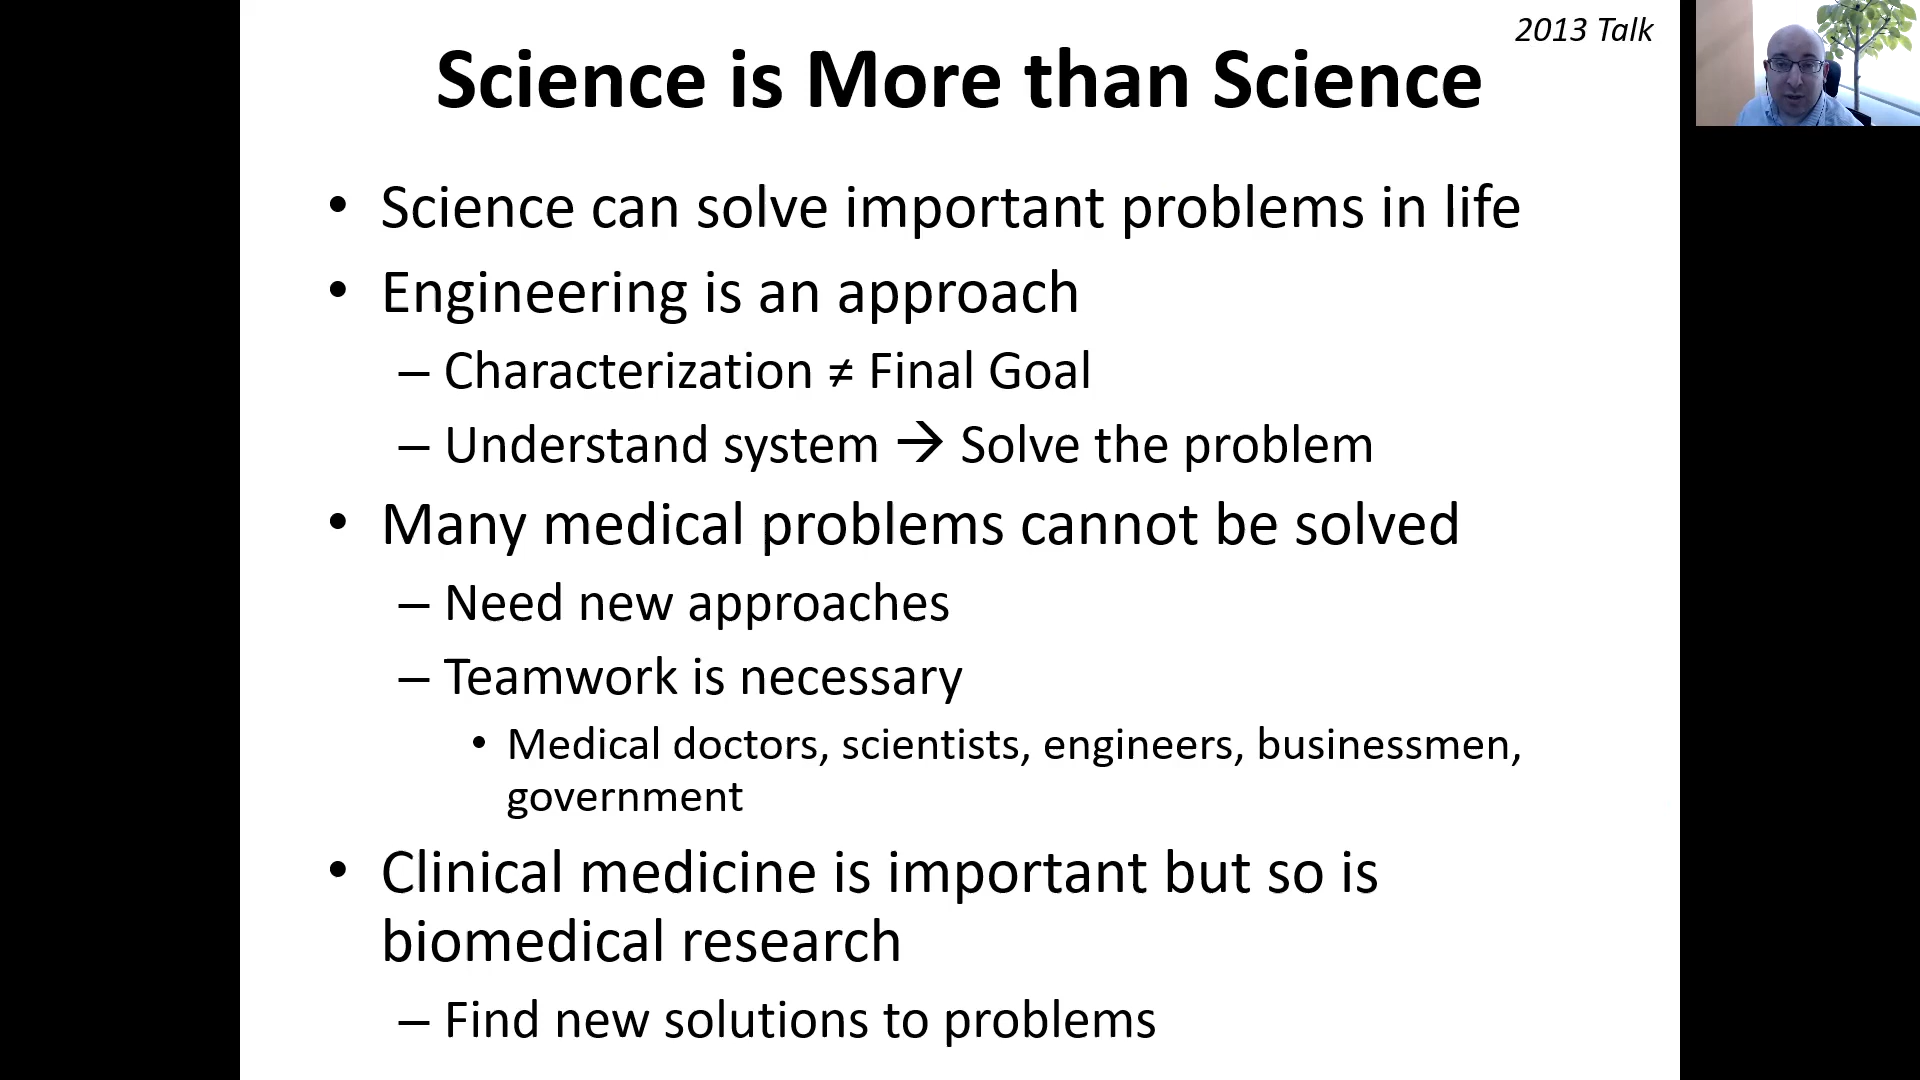 2013 Talk
Science is More than Science
• Science can solve important problems in life
• Engineering is an approach
– Characterization ≠ Final Goal
– Understand system → Solve the problem
• Many medical problems cannot be solved
– Need new approaches
– Teamwork is necessary
• Medical doctors, scientists, engineers, businessmen,
government
• Clinical medicine is important but so is
biomedical research
– Find new solutions to problems